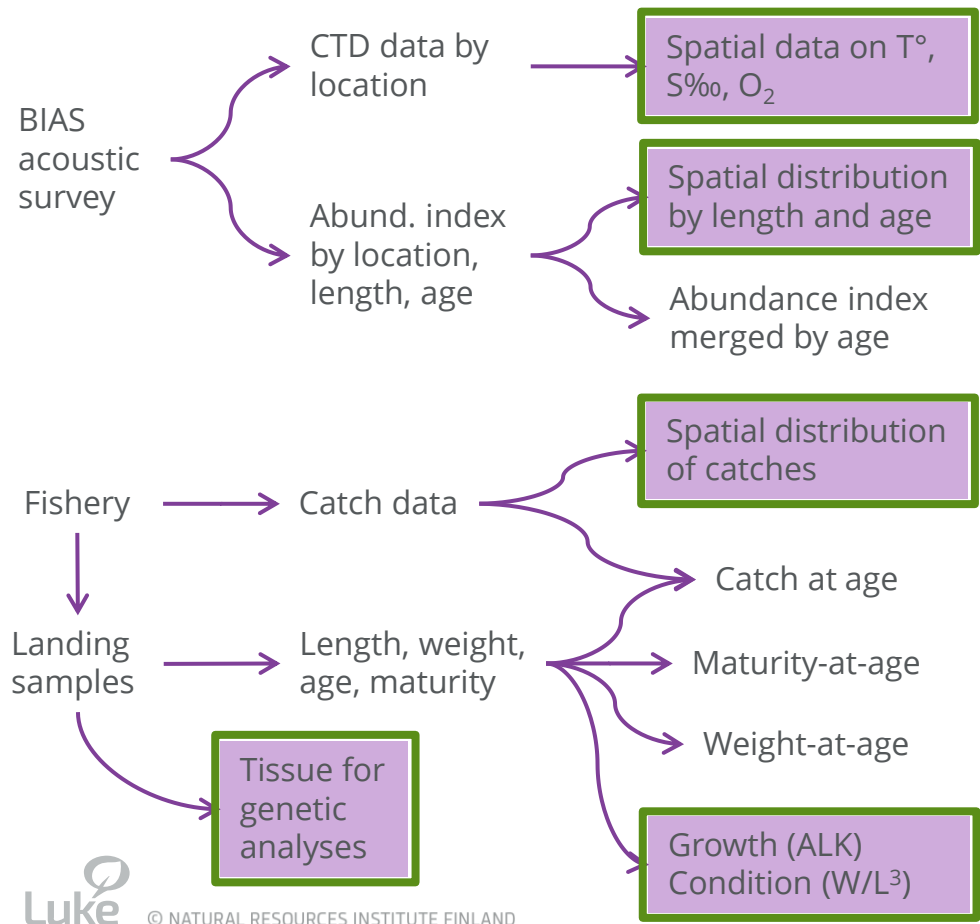 CTD data by
location
Spatial data on T°,
S‰, O₂
BIAS
acoustic
survey
Spatial distribution
by length and age
Abund. index
by location,
length, age
Abundance index
merged by age
Spatial distribution
of catches
Fishery
Catch data
Catch at age
Landing
samples
Length, weight,
age, maturity
Maturity-at-age
Weight-at-age
Tissue for
genetic
analyses
Growth (ALK)
Condition (W/L³)
Luke
© NATURAL RESOURCES INSTITUTE FINLAND